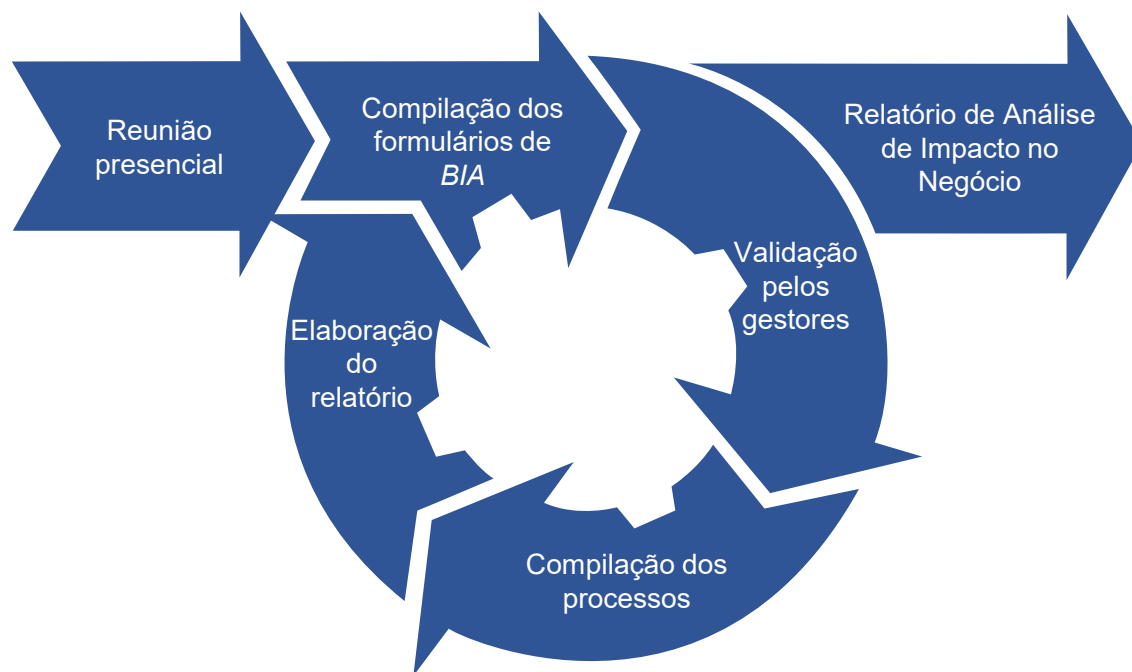 Reunião
presencial
Compilação dos
formulários de
BIA
Validação
pelos
gestores
Compilação dos
processos
Elaboração
do
relatório
Relatório de Análise
de Impacto no
Negócio